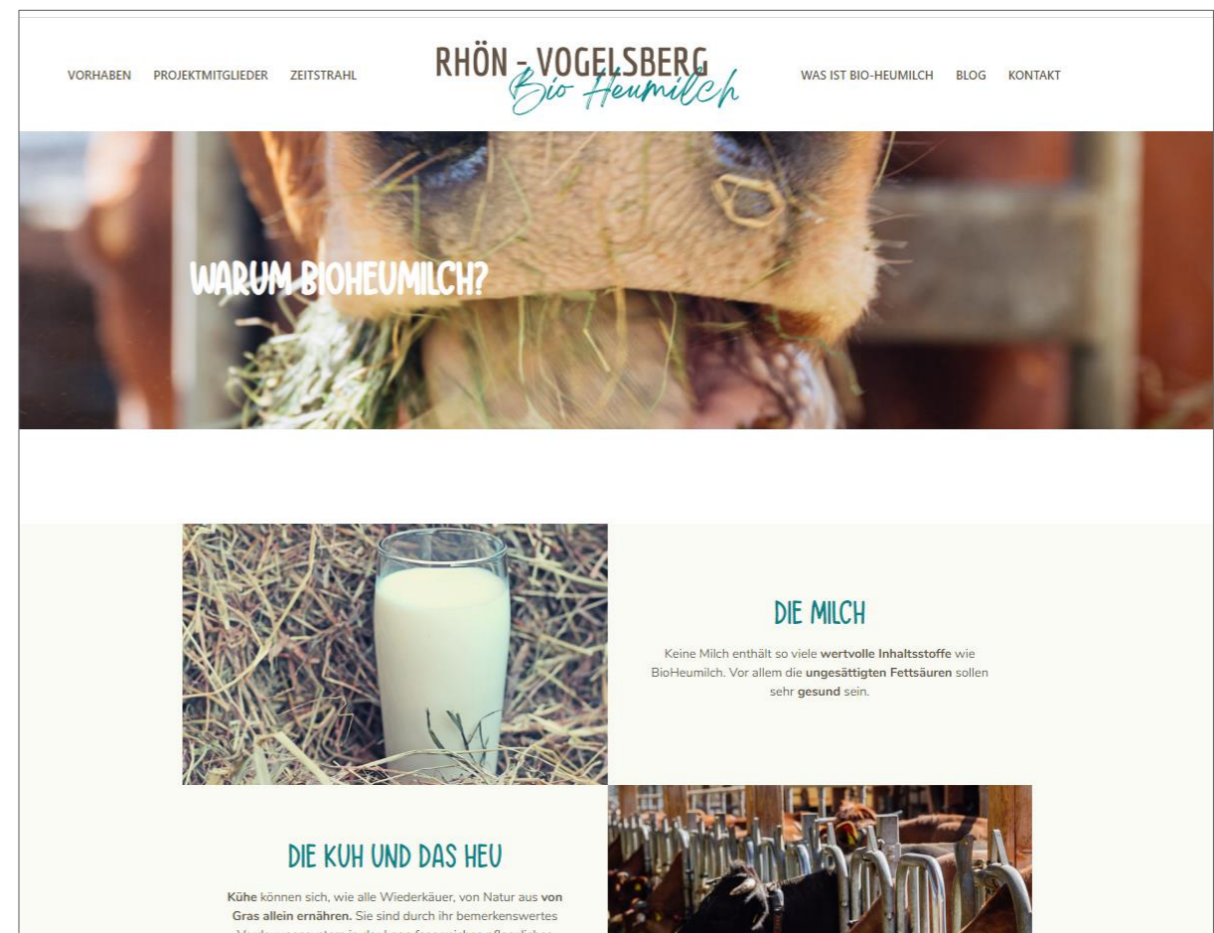 VORHABEN PROJEKTMITGLIEDER ZEITSTRAHL
RHÖN - VOGELSBERG
Bio Heumilch
WAS IST BIO-HEUMILCH BLOG KONTAKT
WARUM BIOHEUMILCH?
DIE MILCH
Keine Milch enthält so viele wertvolle Inhaltsstoffe wie
BioHeumilch. Vor allem die ungesättigten Fettsäuren sollen
sehr gesund sein.
DIE KUH UND DAS HEU
Kühe können sich, wie alle Wiederkäuer, von Natur aus von
Gras allein ernähren. Sie sind durch ihr bemerkenswertes